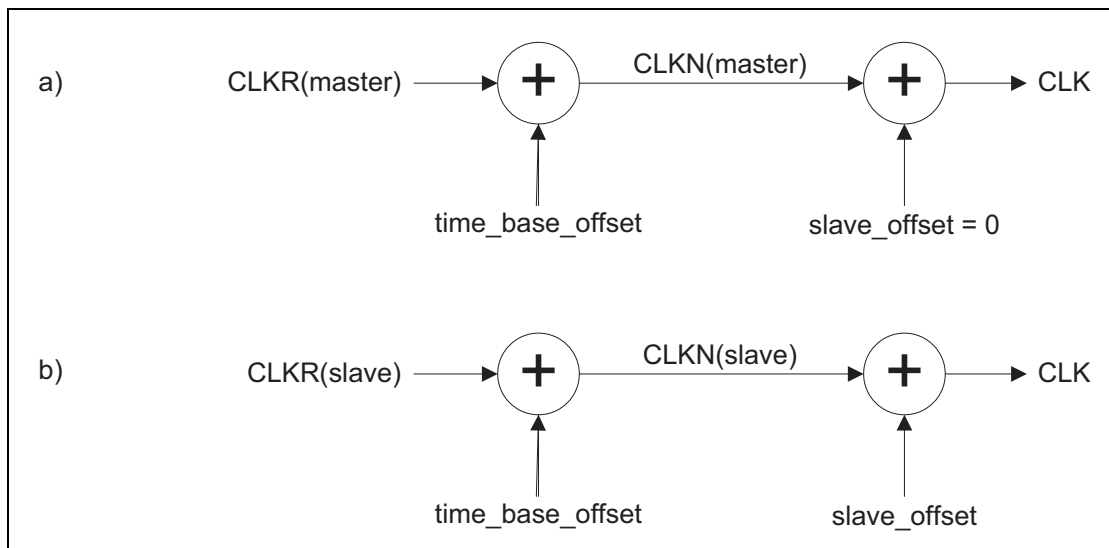 a)
CLKR(master)
+
CLKN(master)
+
CLK
time_base_offset
slave_offset = 0
b)
CLKR(slave)
+
CLKN(slave)
+
CLK
time_base_offset
slave_offset